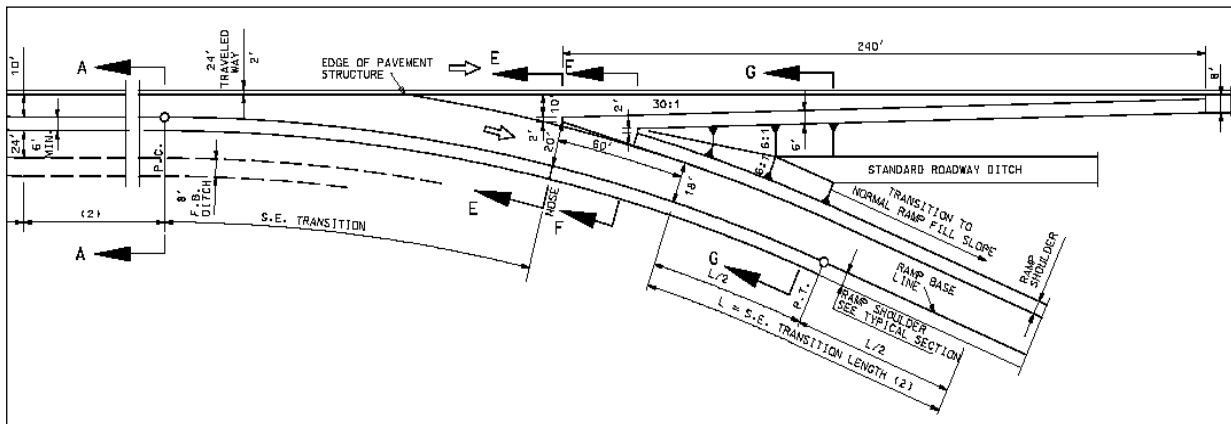 10'
A
24'
TRAVELED
WAY
2'
EDGE OF PAVEMENT
STRUCTURE
E
F
240'
G
8'
10'
2'
30:1
2'
20'
60'
18'
6:1
6:1
6'
STANDARD ROADWAY DITCH
24'
6'
MIN.
P.C.
8'
F.B.
DITCH
(2)
S.E. TRANSITION
A
E
NOSE
F
G
TRANSITION TO
NORMAL RAMP FILL SLOPE
RAMP
SHOULDER
RAMP BASE
LINE
P.T.
RAMP SHOULDER
SEE TYPICAL SECTION
L/2
L/2
L = S.E. TRANSITION LENGTH (2)